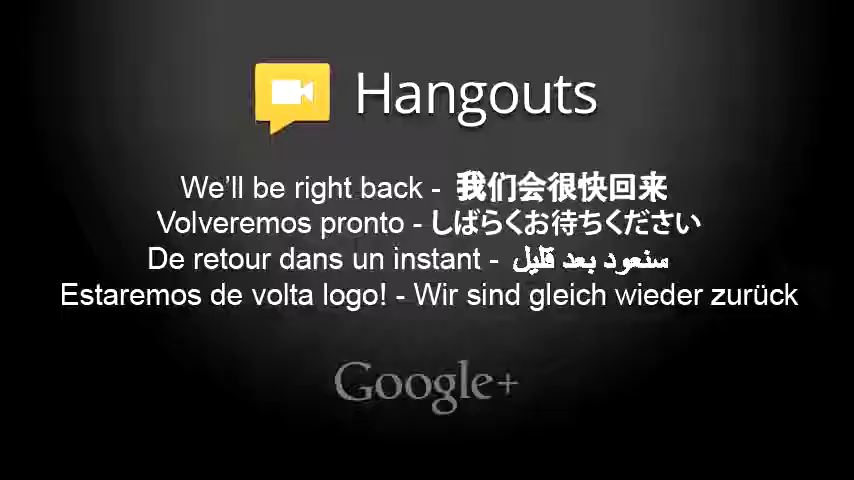 Hangouts
We'll be right back - 我们会很快回来
Volveremos pronto - しばらくお待ちください
De retour dans un instant - سنعود بعد قليل
Estaremos de volta logo! - Wir sind gleich wieder zurück
Google+